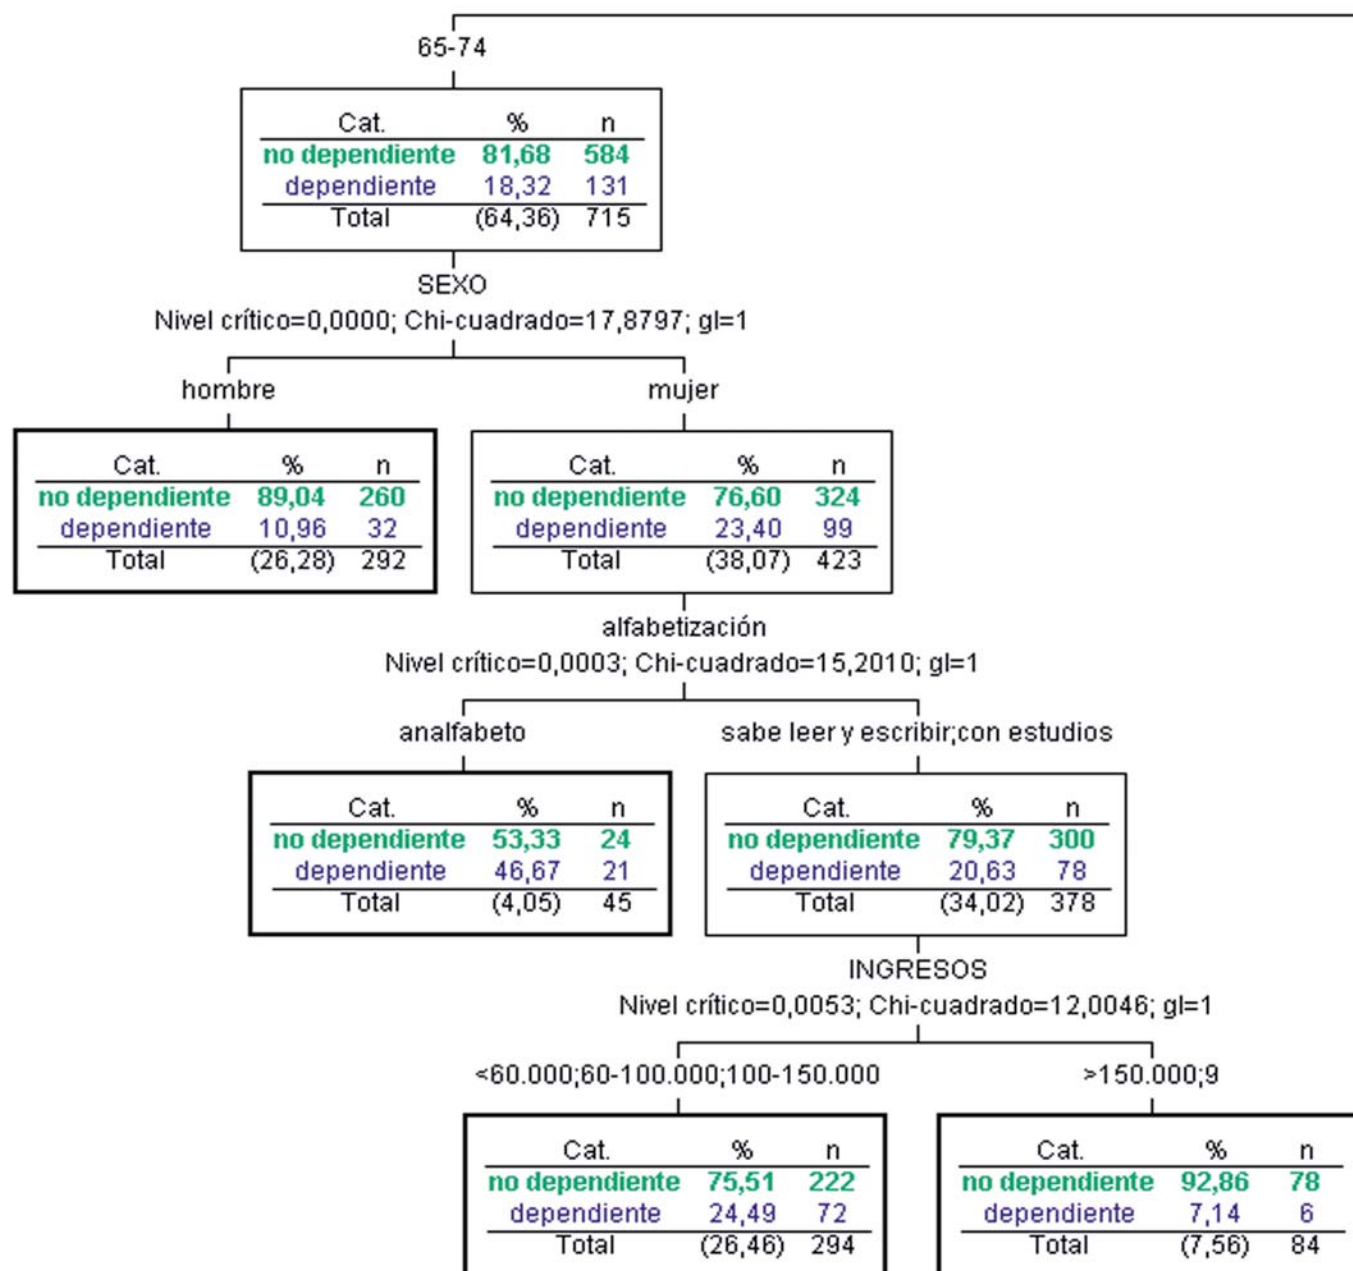 65-74
Cat. % n
no dependiente 81,68 584
dependiente 18,32 131
Total (64,36) 715
SEXO
Nivel crítico=0,0000; Chi-cuadrado=17,8797; gl=1
hombre
mujer
Cat. % n
no dependiente 89,04 260
dependiente 10,96 32
Total (26,28) 292
Cat. % n
no dependiente 76,60 324
dependiente 23,40 99
Total (38,07) 423
alfabetización
Nivel crítico=0,0003; Chi-cuadrado=15,2010; gl=1
analfabeto
sabe leer y escribir;con estudios
Cat. % n
no dependiente 53,33 24
dependiente 46,67 21
Total (4,05) 45
Cat. % n
no dependiente 79,37 300
dependiente 20,63 78
Total (34,02) 378
INGRESOS
Nivel crítico=0,0053; Chi-cuadrado=12,0046; gl=1
<60.000;60-100.000;100-150.000
>150.000;9
Cat. % n
no dependiente 75,51 222
dependiente 24,49 72
Total (26,46) 294
Cat. % n
no dependiente 92,86 78
dependiente 7,14 6
Total (7,56) 84